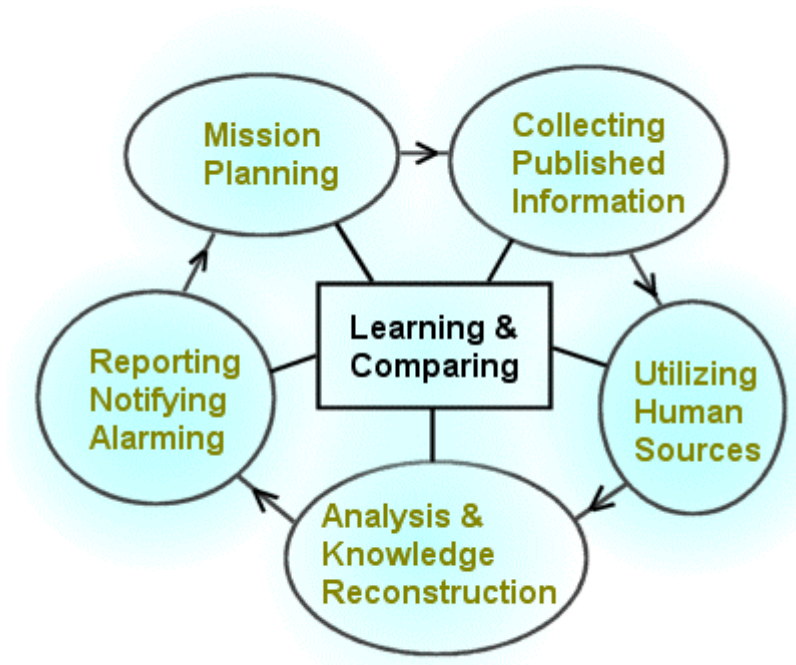 Mission
Planning
Collecting
Published
Information
Learning &
Comparing
Utilizing
Human
Sources
Analysis &
Knowledge
Reconstruction
Reporting
Notifying
Alarming